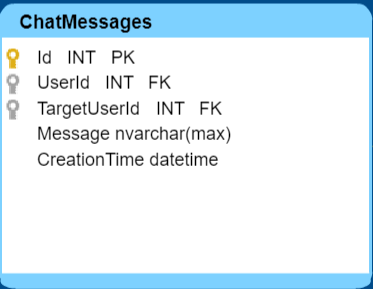 ChatMessages
Id INT PK
UserId INT FK
TargetUserId INT FK
Message nvarchar(max)
CreationTime datetime